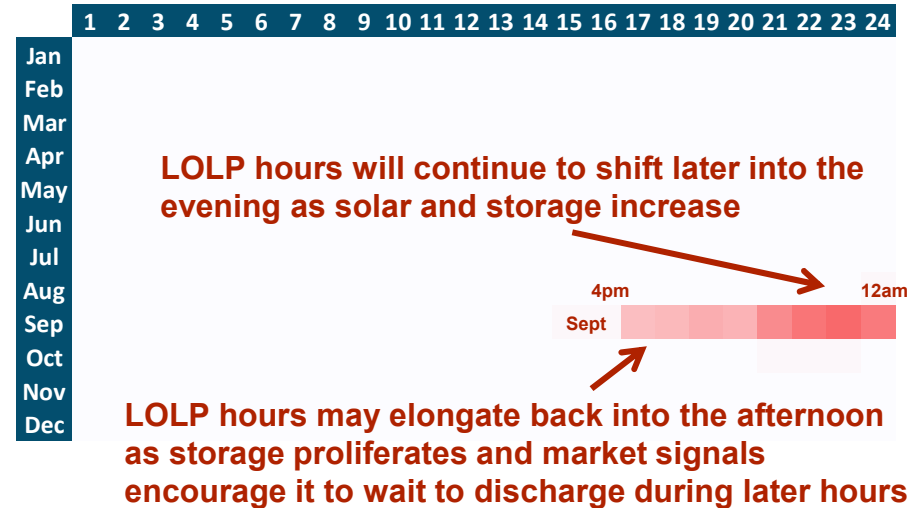 1 2 3 4 5 6 7 8 9 10 11 12 13 14 15 16 17 18 19 20 21 22 23 24
Jan
Feb
Mar
Apr
May
Jun
Jul
Aug
Sep
Oct
Nov
Dec
LOLP hours will continue to shift later into the
evening as solar and storage increase
4pm 12am
Sept
LOLP hours may elongate back into the afternoon
as storage proliferates and market signals
encourage it to wait to discharge during later hours